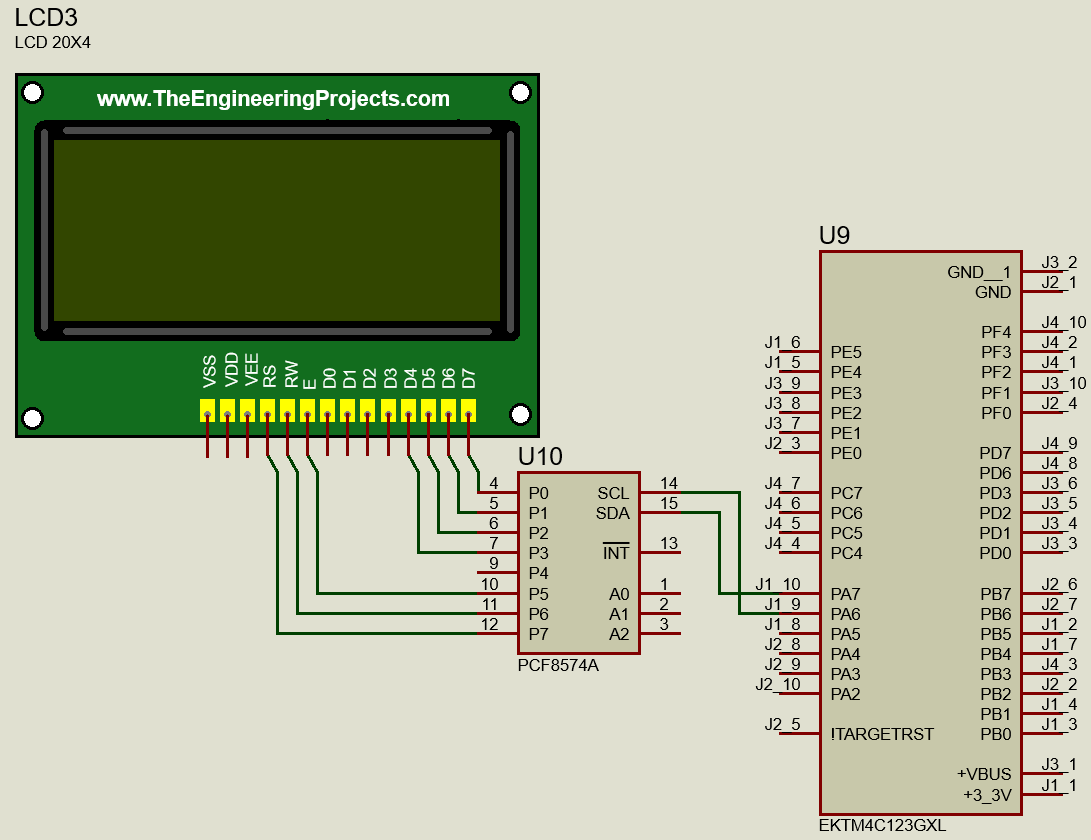 LCD3
LCD 20X4
www.TheEngineeringProjects.com
VSS VDD VEE RS RW E D0 D1 D2 D3 D4 D5 D6 D7
U10
4 P0 SCL 14
5 P1 SDA 15
6 P2
7 P3 INT 13
9 P4
10 P5 A0 1
11 P6 A1 2
12 P7 A2 3
PCF8574A
U9
GND__1 J3_2
GND J2_1
PF4 J4_10
J1_6 PE5 PF3 J4_2
J1_5 PE4 PF2 J4_1
J3_9 PE3 PF1 J3_10
J3_8 PE2 PF0 J2_4
J3_7 PE1
J2_3 PE0 PD7 J4_9
PD6 J4_8
J4_7 PC7 PD3 J3_6
J4_6 PC6 PD2 J3_5
J4_5 PC5 PD1 J3_4
J4_4 PC4 PD0 J3_3
J1_10 PA7 PB7 J2_6
J1_9 PA6 PB6 J2_7
J1_8 PA5 PB5 J1_2
J2_8 PA4 PB4 J1_7
J2_9 PA3 PB3 J4_3
J2_10 PA2 PB2 J2_2
PB1 J1_4
J2_5 !TARGETRST PB0 J1_3
+VBUS J3_1
+3_3V J1_1
EKTM4C123GXL